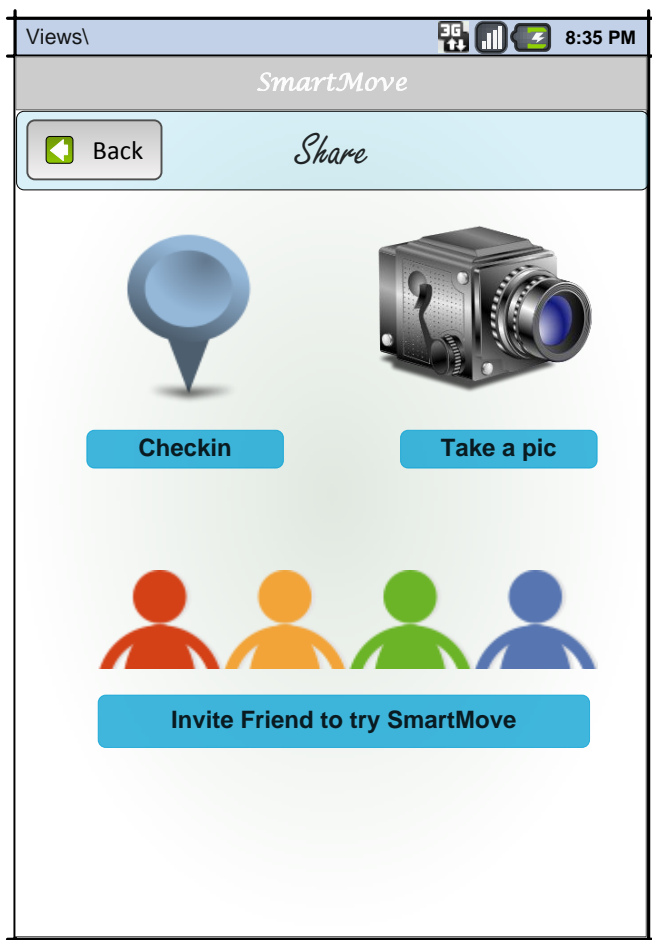 Views\
3G
8:35 PM
SmartMove
Back
Share
Checkin
Take a pic
Invite Friend to try SmartMove